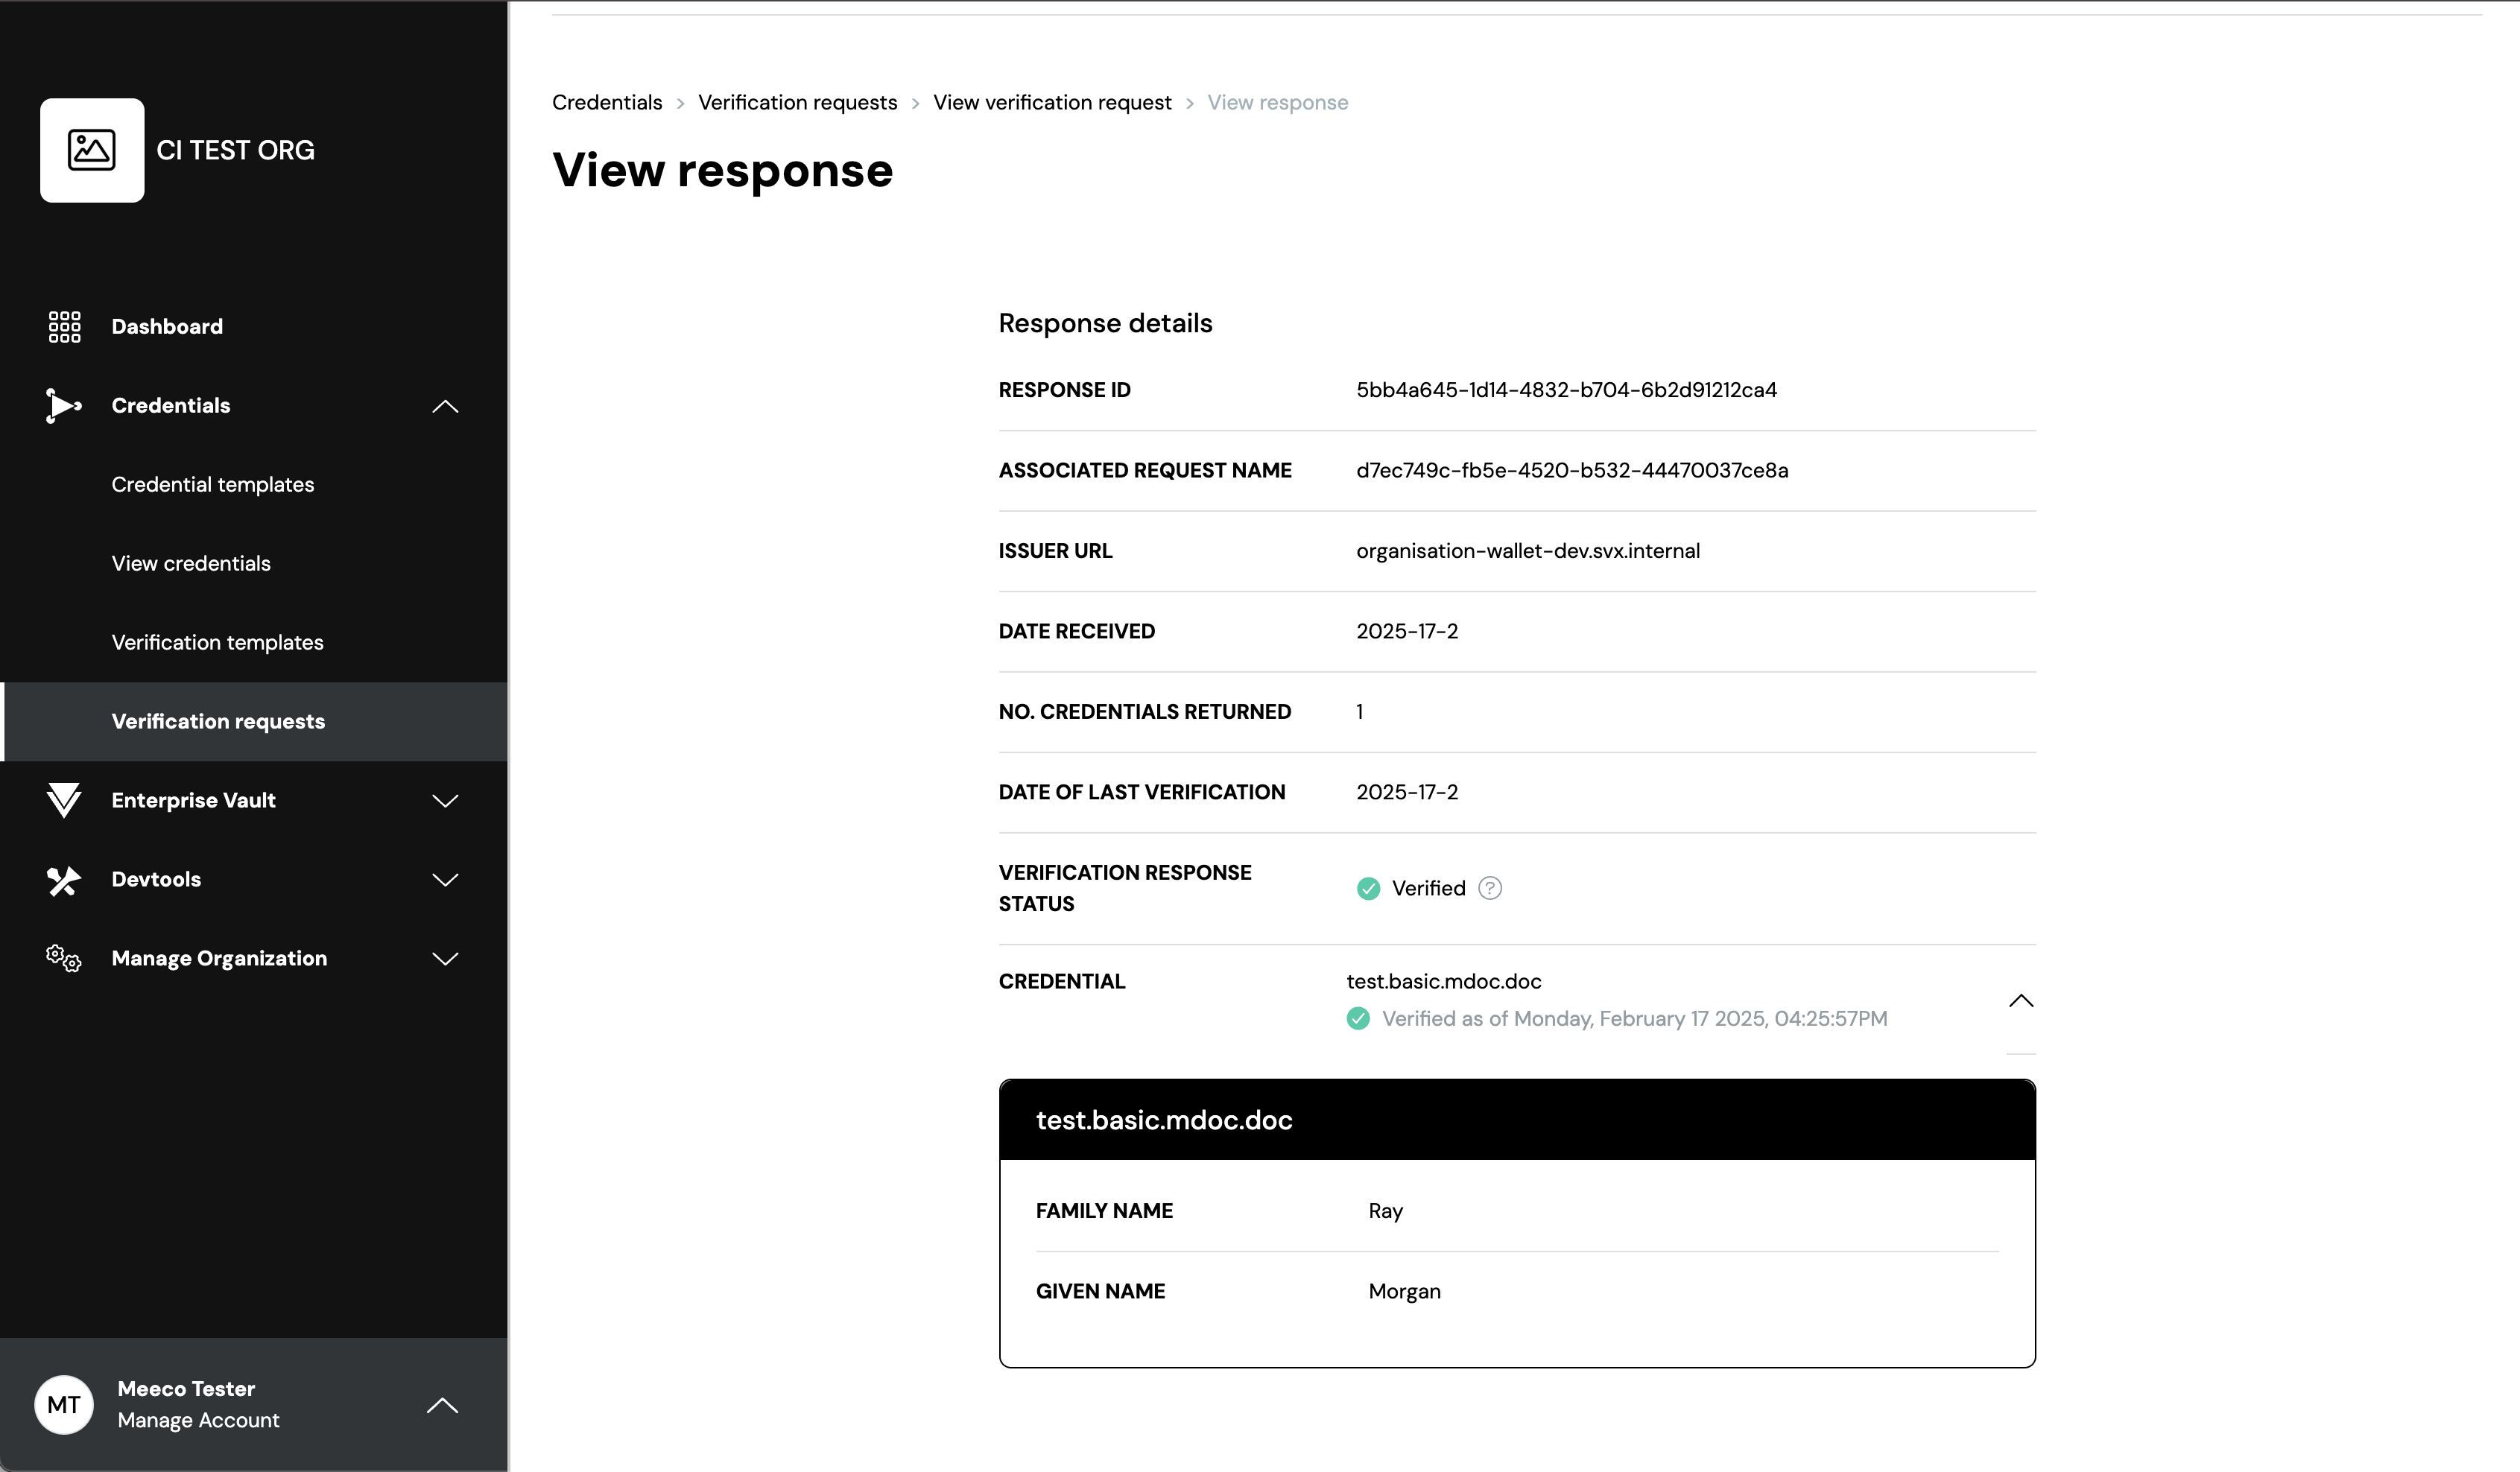 CI TEST ORG
Dashboard
Credentials
Credential templates
View credentials
Verification templates
Verification requests
Enterprise Vault
Devtools
Manage Organization
MT
Meeco Tester
Manage Account
Credentials > Verification requests > View verification request > View response
View response
Response details
RESPONSE ID 5bb4a645-1d14-4832-b704-6b2d91212ca4
ASSOCIATED REQUEST NAME d7ec749c-fb5e-4520-b532-44470037ce8a
ISSUER URL organisation-wallet-dev.svx.internal
DATE RECEIVED 2025-17-2
NO. CREDENTIALS RETURNED 1
DATE OF LAST VERIFICATION 2025-17-2
VERIFICATION RESPONSE
STATUS
Verified ?
CREDENTIAL test.basic.mdoc.doc
Verified as of Monday, February 17 2025, 04:25:57PM
test.basic.mdoc.doc
FAMILY NAME Ray
GIVEN NAME Morgan